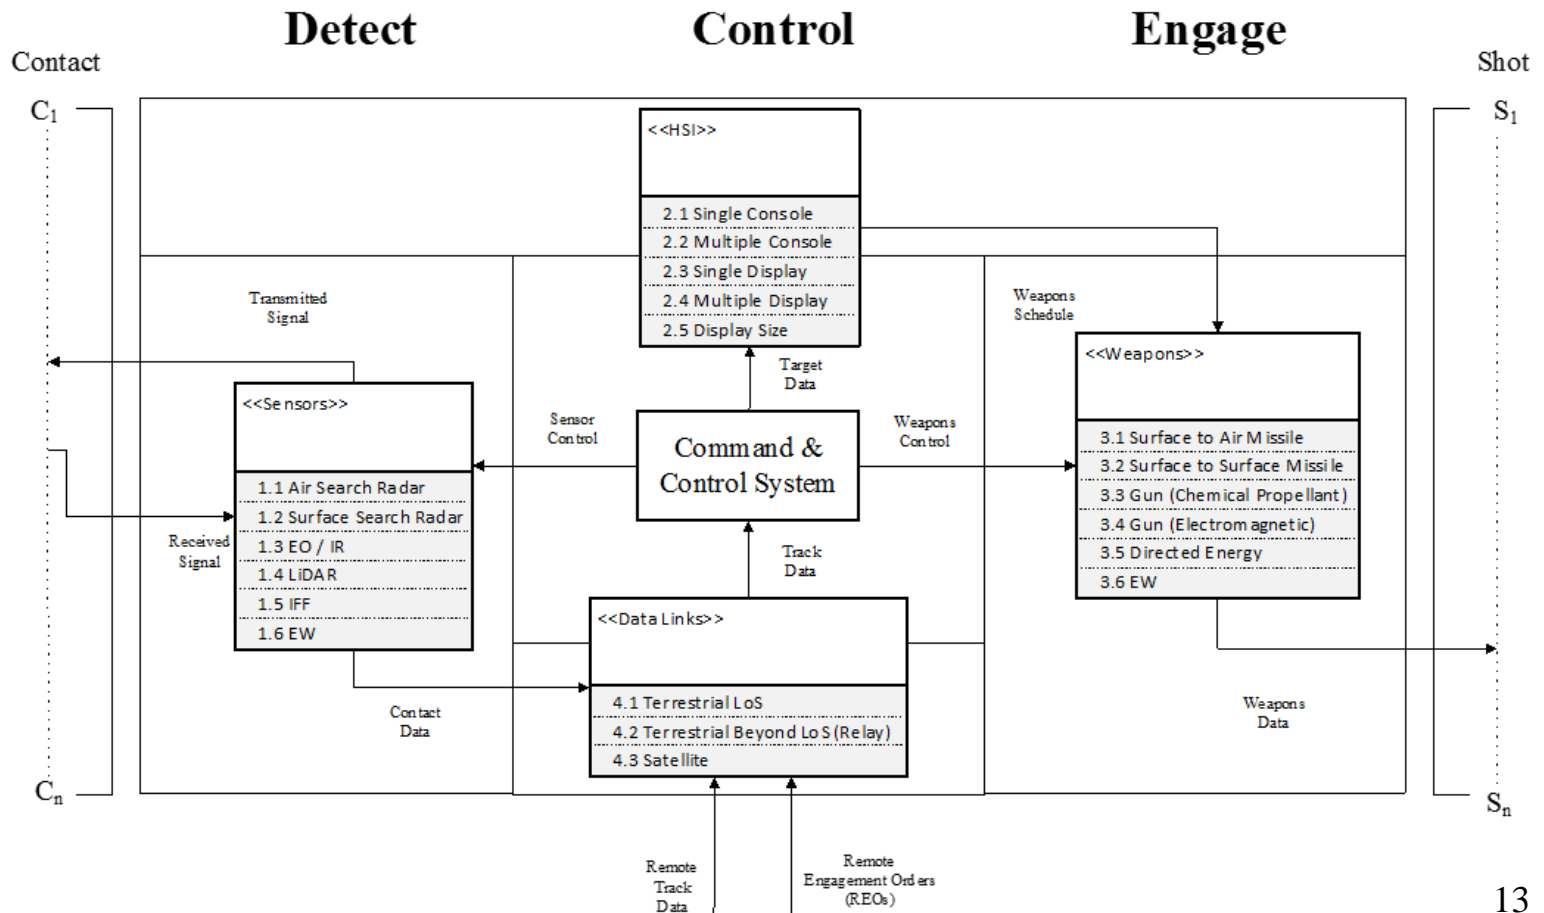 Detect
Control
Engage
Contact
Shot
C1
S1
<<HSI>>
2.1 Single Console
2.2 Multiple Console
2.3 Single Display
2.4 Multiple Display
2.5 Display Size
Transmitted
Signal
Weapons
Schedule
Target
Data
<<Sensors>>
1.1 Air Search Radar
1.2 Surface Search Radar
1.3 EO / IR
1.4 LiDAR
1.5 IFF
1.6 EW
Sensor
Control
Command &
Control System
Weapons
Control
<<Weapons>>
3.1 Surface to Air Missile
3.2 Surface to Surface Missile
3.3 Gun (Chemical Propellant)
3.4 Gun (Electromagnetic)
3.5 Directed Energy
3.6 EW
Received
Signal
Track
Data
<<Data Links>>
4.1 Terrestrial LoS
4.2 Terrestrial Beyond LoS (Relay)
4.3 Satellite
Contact
Data
Weapons
Data
Cn
Sn
Remote
Track
Data
Remote
Engagement Orders
(REOs)
13